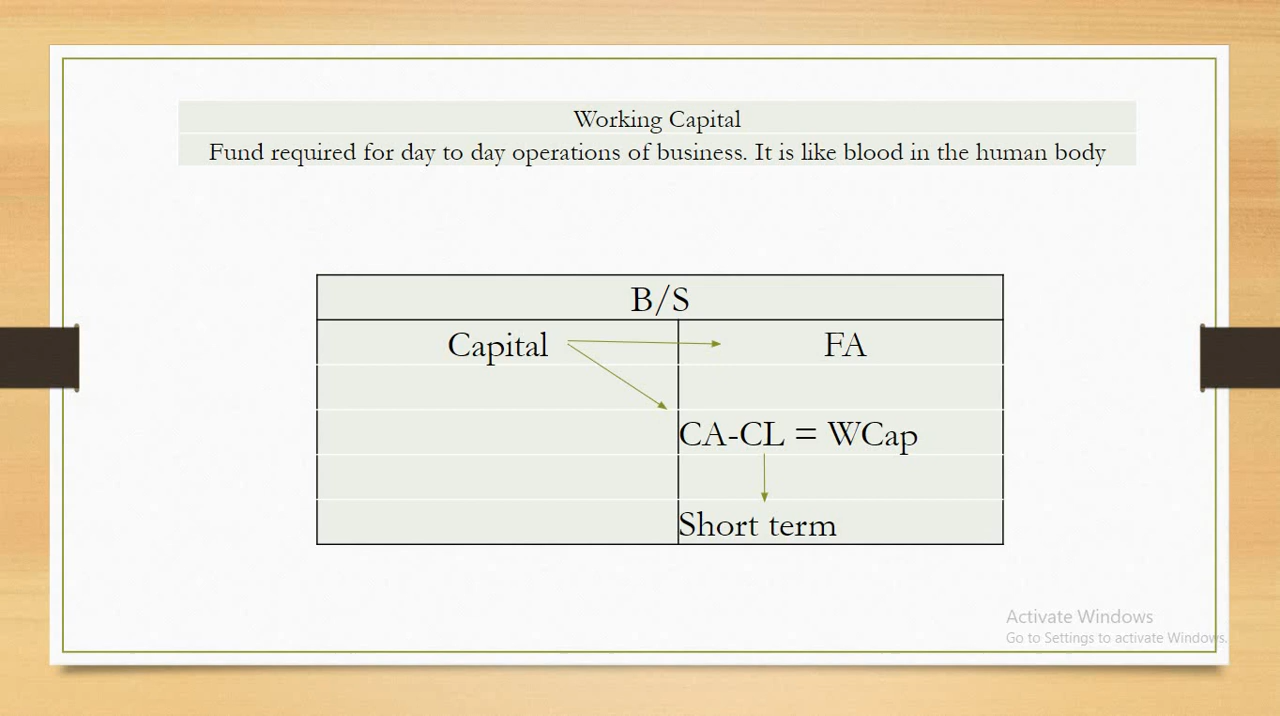 Working Capital
Fund required for day to day operations of business. It is like blood in the human body
B/S
Capital FA
CA-CL = WCap
Short term
Activate Windows
Go to Settings to activate Windows.